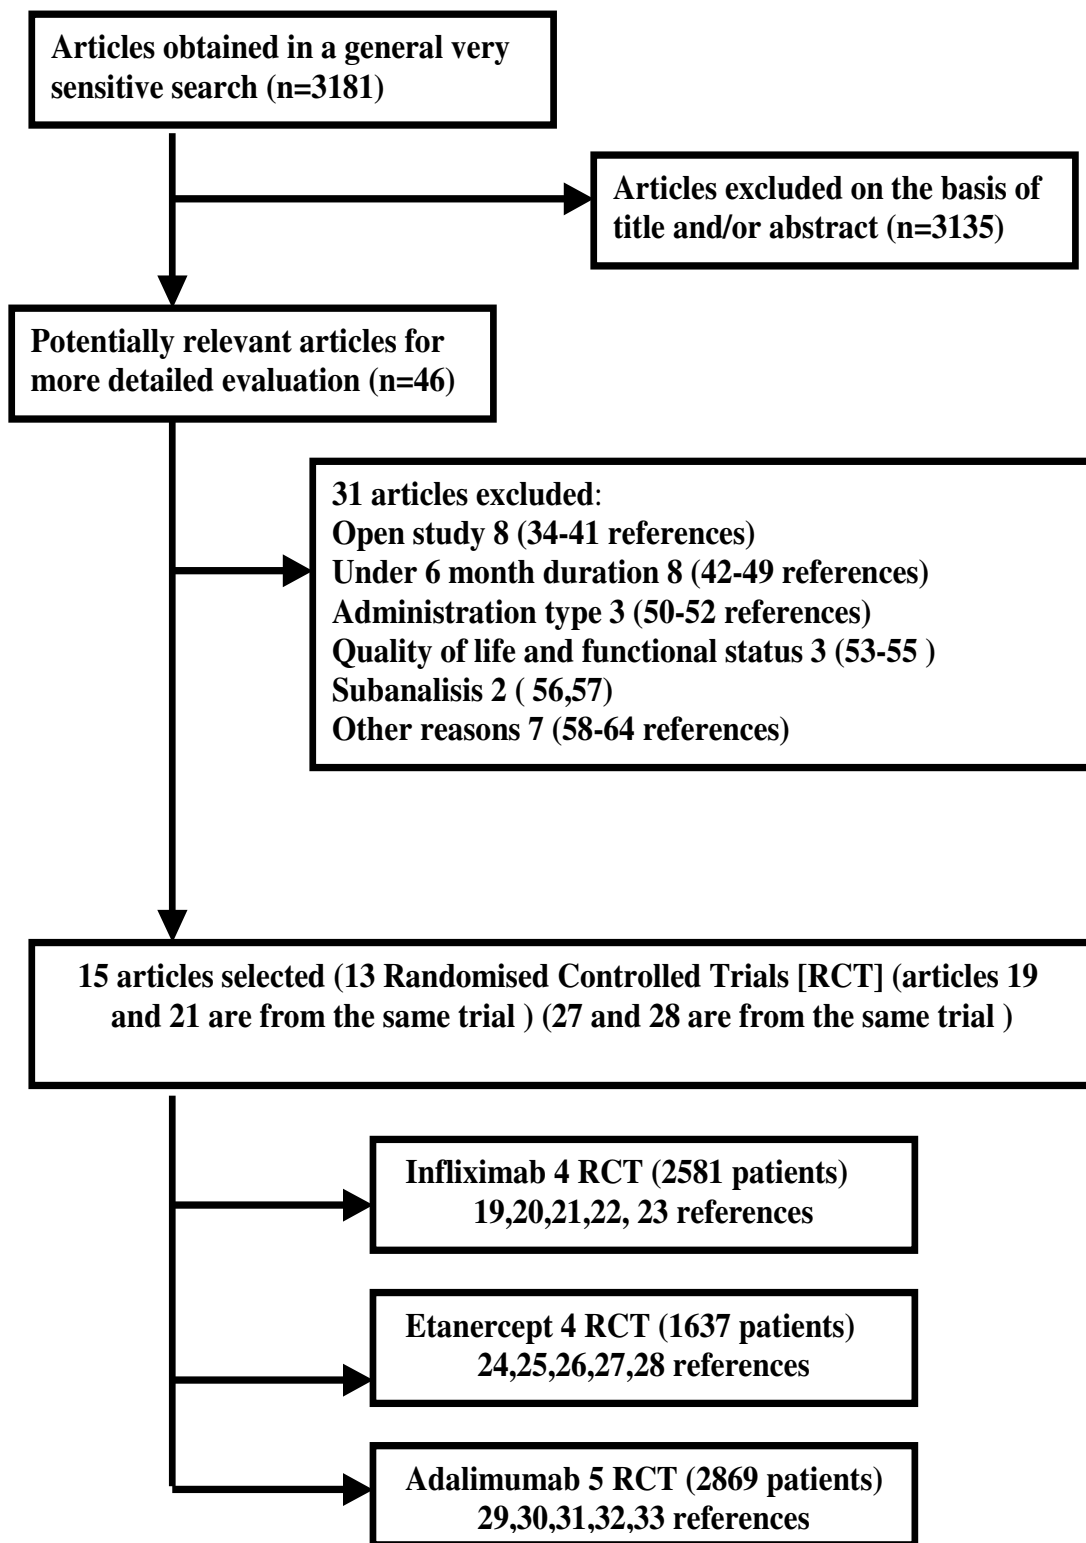 Articles obtained in a general very
sensitive search (n=3181)
Articles excluded on the basis of
title and/or abstract (n=3135)
Potentially relevant articles for
more detailed evaluation (n=46)
31 articles excluded:
Open study 8 (34-41 references)
Under 6 month duration 8 (42-49 references)
Administration type 3 (50-52 references)
Quality of life and functional status 3 (53-55 )
Subanalisis 2 ( 56,57)
Other reasons 7 (58-64 references)
15 articles selected (13 Randomised Controlled Trials [RCT] (articles 19
and 21 are from the same trial ) (27 and 28 are from the same trial )
Infliximab 4 RCT (2581 patients)
19,20,21,22, 23 references
Etanercept 4 RCT (1637 patients)
24,25,26,27,28 references
Adalimumab 5 RCT (2869 patients)
29,30,31,32,33 references